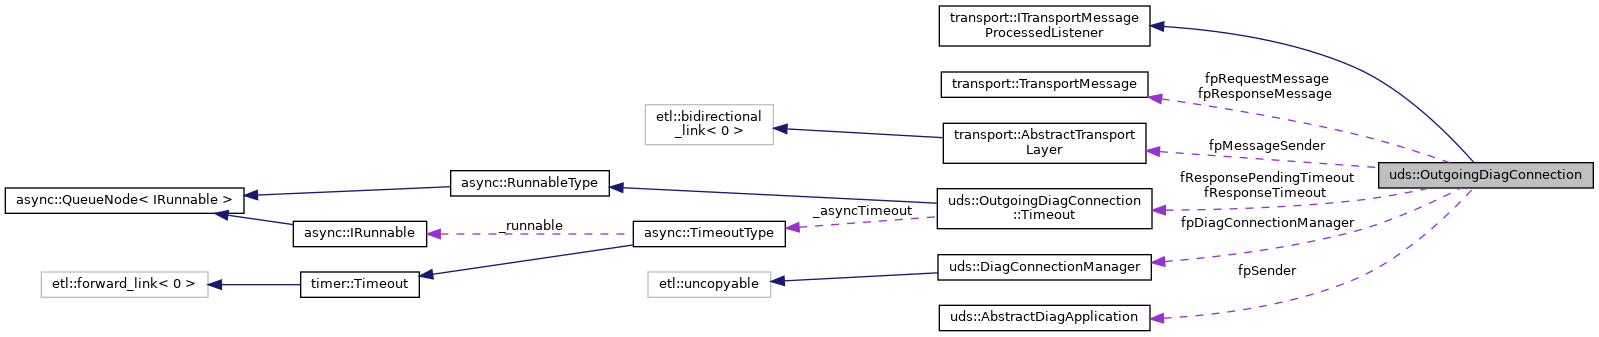 transport::ITransportMessage
ProcessedListener
transport::TransportMessage
fpRequestMessage
fpResponseMessage
etl::bidirectional
_link< 0 >
transport::AbstractTransport
Layer
fpMessageSender
uds::OutgoingDiagConnection
async::QueueNode< IRunnable >
async::RunnableType
uds::OutgoingDiagConnection
::Timeout
fpResponsePendingTimeout
fpResponseTimeout
_asyncTimeout
async::IRunnable
_runnable
async::TimeoutType
fpDiagConnectionManager
etl::forward_link< 0 >
timer::Timeout
etl::uncopyable
uds::DiagConnectionManager
fpSender
uds::AbstractDiagApplication